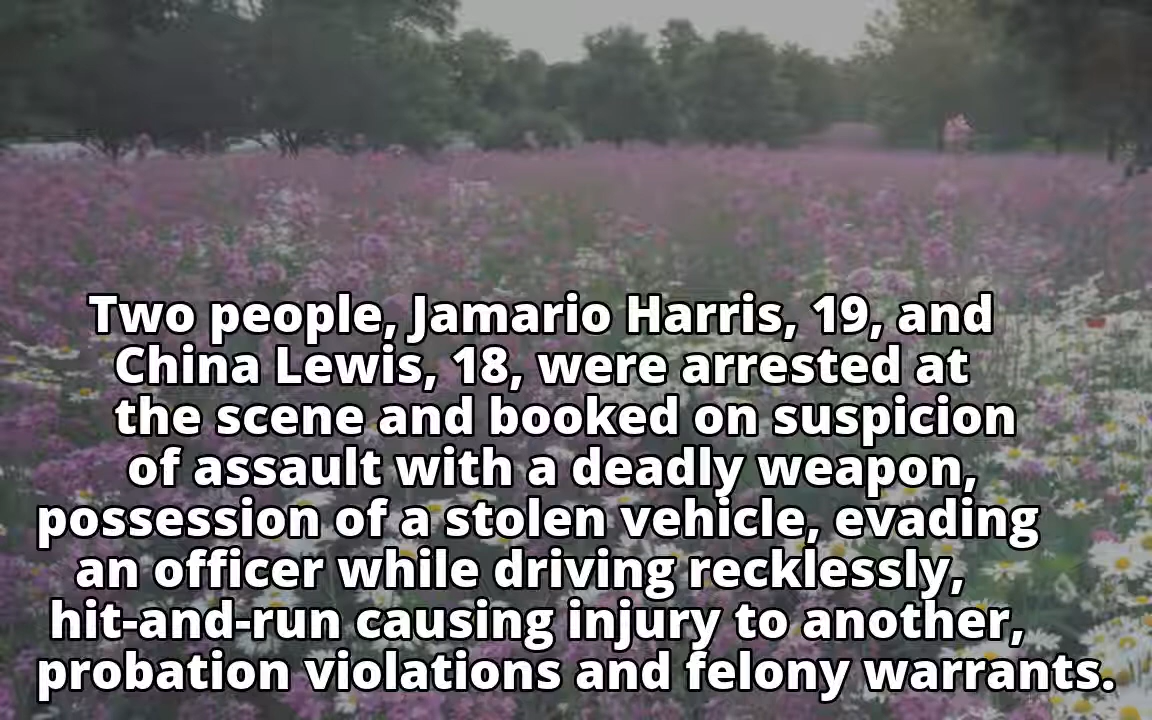 Two people, Jamario Harris, 19, and
China Lewis, 18, were arrested at
the scene and booked on suspicion
of assault with a deadly weapon,
possession of a stolen vehicle, evading
an officer while driving recklessly,
hit-and-run causing injury to another,
probation violations and felony warrants.